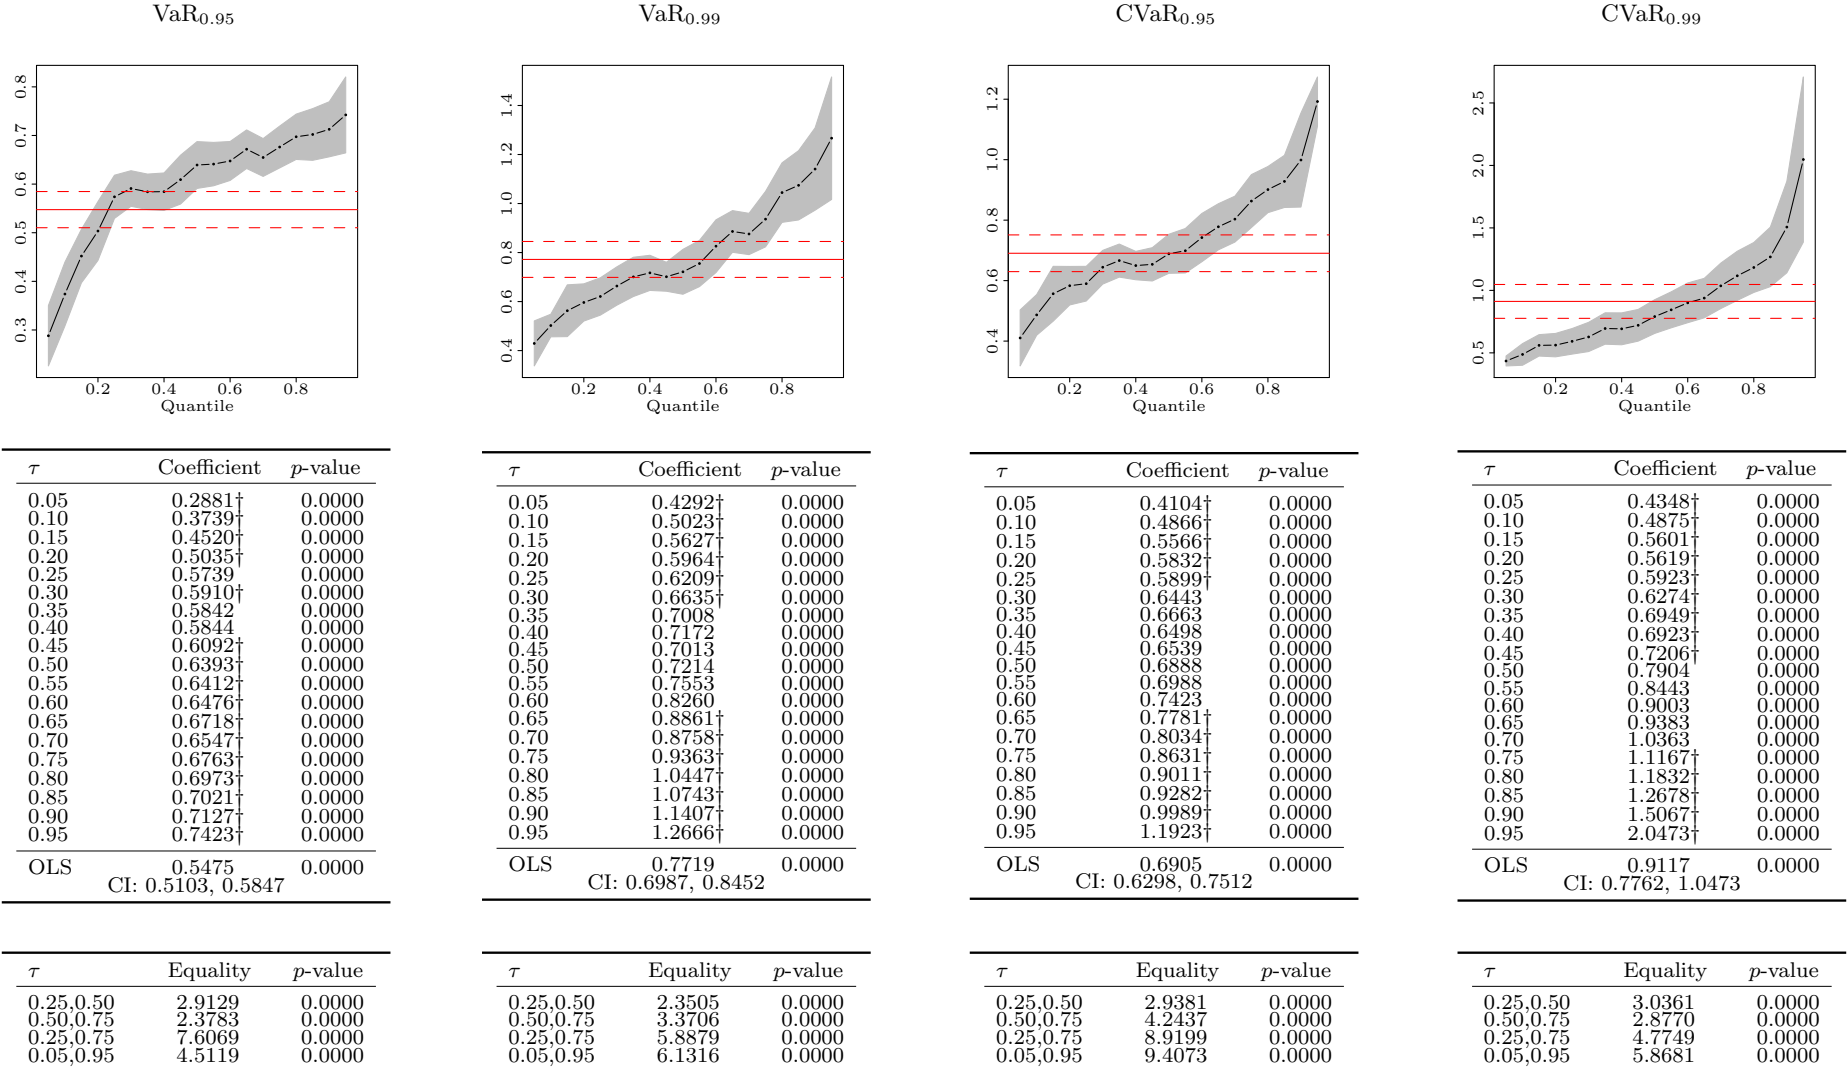 VaR0.95 VaR0.99 CVaR0.95 CVaR0.99
0.8
0.7
0.6
0.5
0.4
0.3
0.2 0.4 0.6 0.8
Quantile
1.4
1.2
1.0
0.8
0.6
0.4
0.2 0.4 0.6 0.8
Quantile
1.2
1.0
0.8
0.6
0.4
0.2 0.4 0.6 0.8
Quantile
2.5
2.0
1.5
1.0
0.5
0.2 0.4 0.6 0.8
Quantile
τ Coefficient p-value
0.05 0.2881† 0.0000
0.10 0.3739† 0.0000
0.15 0.4520† 0.0000
0.20 0.5035† 0.0000
0.25 0.5739 0.0000
0.30 0.5910† 0.0000
0.35 0.5842 0.0000
0.40 0.5844 0.0000
0.45 0.6092† 0.0000
0.50 0.6393† 0.0000
0.55 0.6412† 0.0000
0.60 0.6476† 0.0000
0.65 0.6718† 0.0000
0.70 0.6547† 0.0000
0.75 0.6763† 0.0000
0.80 0.6973† 0.0000
0.85 0.7021† 0.0000
0.90 0.7127† 0.0000
0.95 0.7423† 0.0000
OLS 0.5475 0.0000
CI: 0.5103, 0.5847
τ Coefficient p-value
0.05 0.4292† 0.0000
0.10 0.5023† 0.0000
0.15 0.5627† 0.0000
0.20 0.5964† 0.0000
0.25 0.6209† 0.0000
0.30 0.6635† 0.0000
0.35 0.7008 0.0000
0.40 0.7172 0.0000
0.45 0.7013 0.0000
0.50 0.7214 0.0000
0.55 0.7553 0.0000
0.60 0.8260 0.0000
0.65 0.8861† 0.0000
0.70 0.8758† 0.0000
0.75 0.9363† 0.0000
0.80 1.0447† 0.0000
0.85 1.0743† 0.0000
0.90 1.1407† 0.0000
0.95 1.2666† 0.0000
OLS 0.7719 0.0000
CI: 0.6987, 0.8452
τ Coefficient p-value
0.05 0.4104† 0.0000
0.10 0.4866† 0.0000
0.15 0.5566† 0.0000
0.20 0.5832† 0.0000
0.25 0.5899† 0.0000
0.30 0.6443 0.0000
0.35 0.6663 0.0000
0.40 0.6498 0.0000
0.45 0.6539 0.0000
0.50 0.6888 0.0000
0.55 0.6988 0.0000
0.60 0.7423 0.0000
0.65 0.7781† 0.0000
0.70 0.8034† 0.0000
0.75 0.8631† 0.0000
0.80 0.9011† 0.0000
0.85 0.9282† 0.0000
0.90 0.9989† 0.0000
0.95 1.1923† 0.0000
OLS 0.6905 0.0000
CI: 0.6298, 0.7512
τ Coefficient p-value
0.05 0.4348† 0.0000
0.10 0.4875† 0.0000
0.15 0.5601† 0.0000
0.20 0.5619† 0.0000
0.25 0.5923† 0.0000
0.30 0.6274† 0.0000
0.35 0.6949† 0.0000
0.40 0.6923† 0.0000
0.45 0.7206† 0.0000
0.50 0.7904 0.0000
0.55 0.8443 0.0000
0.60 0.9003 0.0000
0.65 0.9383 0.0000
0.70 1.0363 0.0000
0.75 1.1167† 0.0000
0.80 1.1832† 0.0000
0.85 1.2678† 0.0000
0.90 1.5067† 0.0000
0.95 2.0473† 0.0000
OLS 0.9117 0.0000
CI: 0.7762, 1.0473
τ Equality p-value
0.25,0.50 2.9129 0.0000
0.50,0.75 2.3783 0.0000
0.25,0.75 7.6069 0.0000
0.05,0.95 4.5119 0.0000
τ Equality p-value
0.25,0.50 2.3505 0.0000
0.50,0.75 3.3706 0.0000
0.25,0.75 5.8879 0.0000
0.05,0.95 6.1316 0.0000
τ Equality p-value
0.25,0.50 2.9381 0.0000
0.50,0.75 4.2437 0.0000
0.25,0.75 8.9199 0.0000
0.05,0.95 9.4073 0.0000
τ Equality p-value
0.25,0.50 3.0361 0.0000
0.50,0.75 2.8770 0.0000
0.25,0.75 4.7749 0.0000
0.05,0.95 5.8681 0.0000